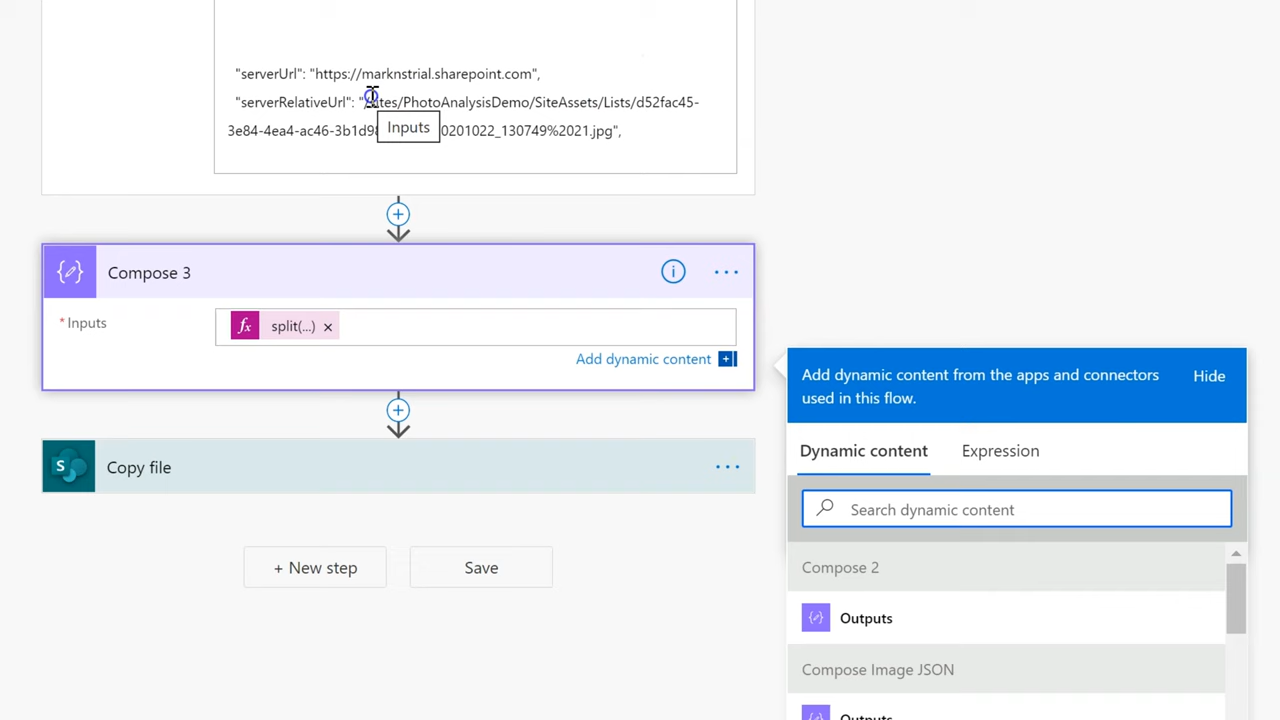 "serverUrl": "https://marknstrial.sharepoint.com",
"serverRelativeUrl": "/sites/PhotoAnalysisDemo/SiteAssets/Lists/d52fac45-
3e84-4ea4-ac46-3b1d98 0201022_130749%2021.jpg",
Inputs
Compose 3
* Inputs
split(...) ×
Add dynamic content
Add dynamic content from the apps and connectors
used in this flow.
Hide
Dynamic content Expression
Copy file
Search dynamic content
+ New step Save
Compose 2
Outputs
Compose Image JSON
Outputs